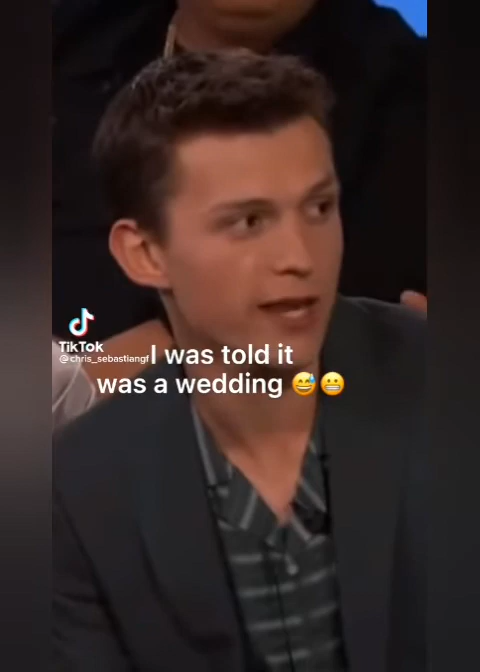 TikTok
@chris_sebastiangf
I was told it
was a wedding 😅😬